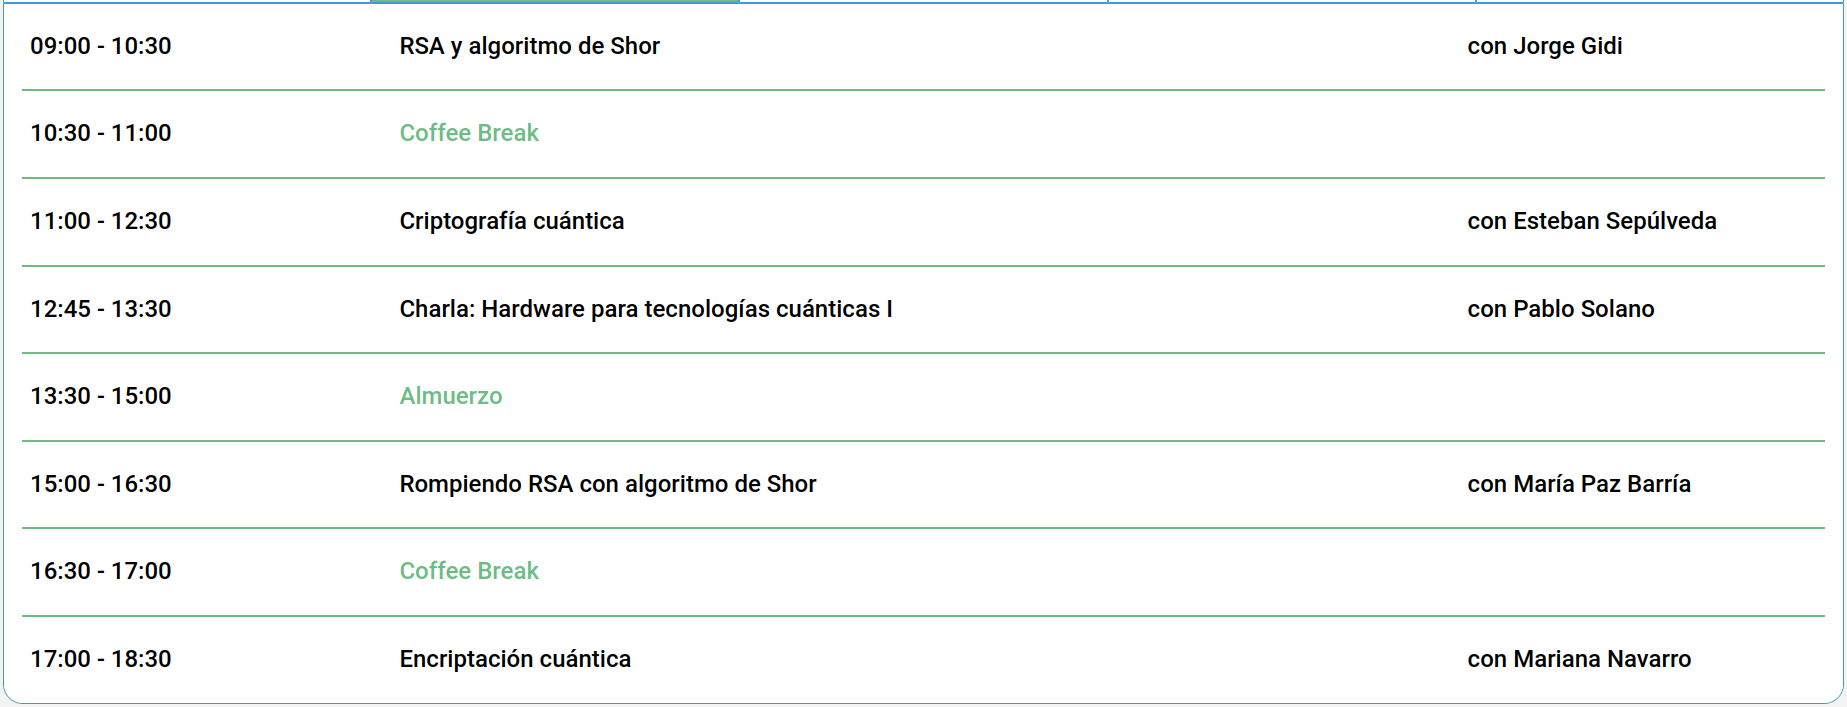 09:00 - 10:30 RSA y algoritmo de Shor con Jorge Gidi
10:30 - 11:00 Coffee Break
11:00 - 12:30 Criptografía cuántica con Esteban Sepúlveda
12:45 - 13:30 Charla: Hardware para tecnologías cuánticas I con Pablo Solano
13:30 - 15:00 Almuerzo
15:00 - 16:30 Rompiendo RSA con algoritmo de Shor con María Paz Barría
16:30 - 17:00 Coffee Break
17:00 - 18:30 Encriptación cuántica con Mariana Navarro